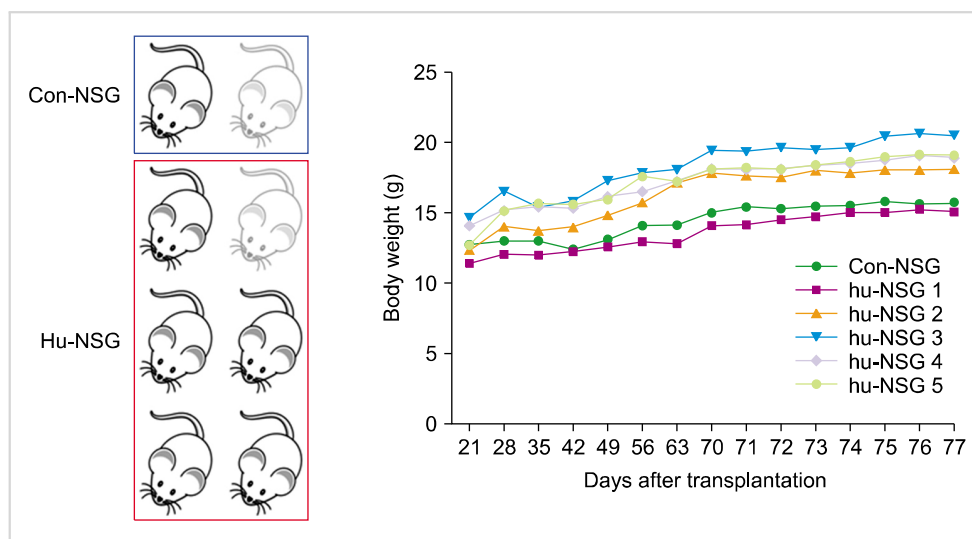 Con-NSG
Hu-NSG
Body weight (g)
25
20
15
10
5
0
21 28 35 42 49 56 63 70 71 72 73 74 75 76 77
Days after transplantation
Con-NSG
hu-NSG 1
hu-NSG 2
hu-NSG 3
hu-NSG 4
hu-NSG 5